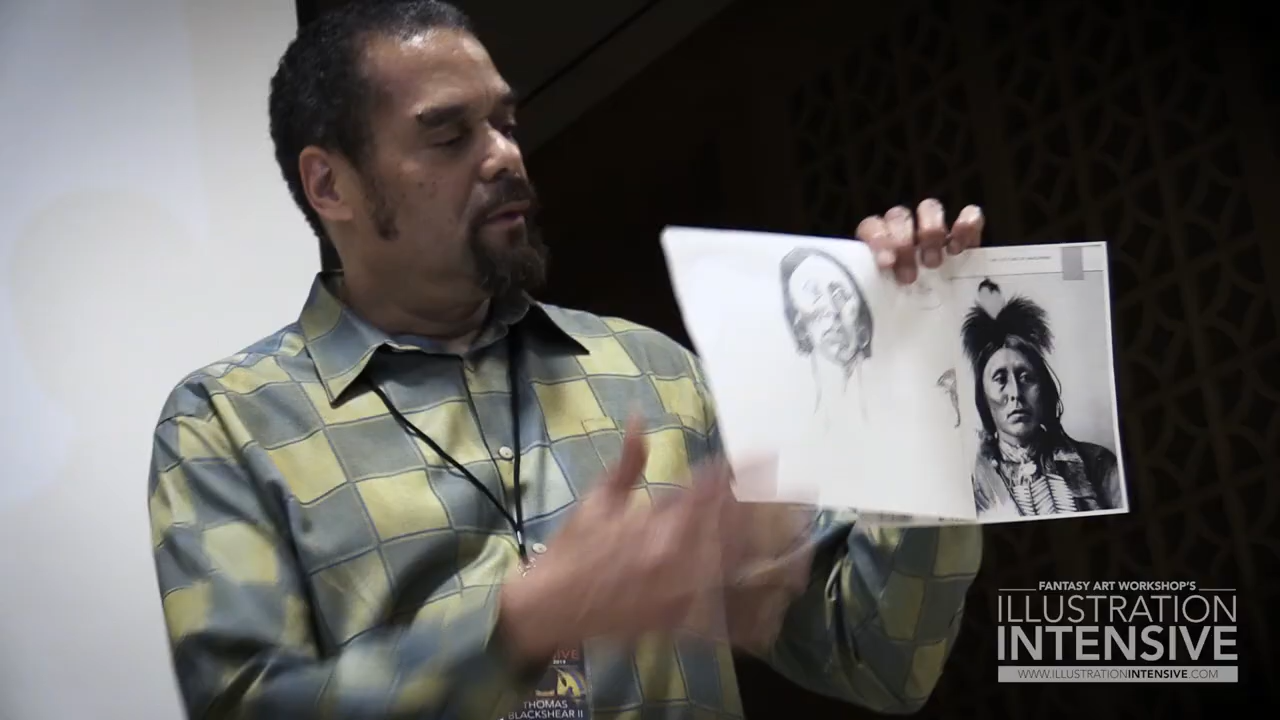 FANTASY ART WORKSHOP'S
ILLUSTRATION
INTENSIVE
WWW.ILLUSTRATIONINTENSIVE.COM
THOMAS
BLACKSHEAR II